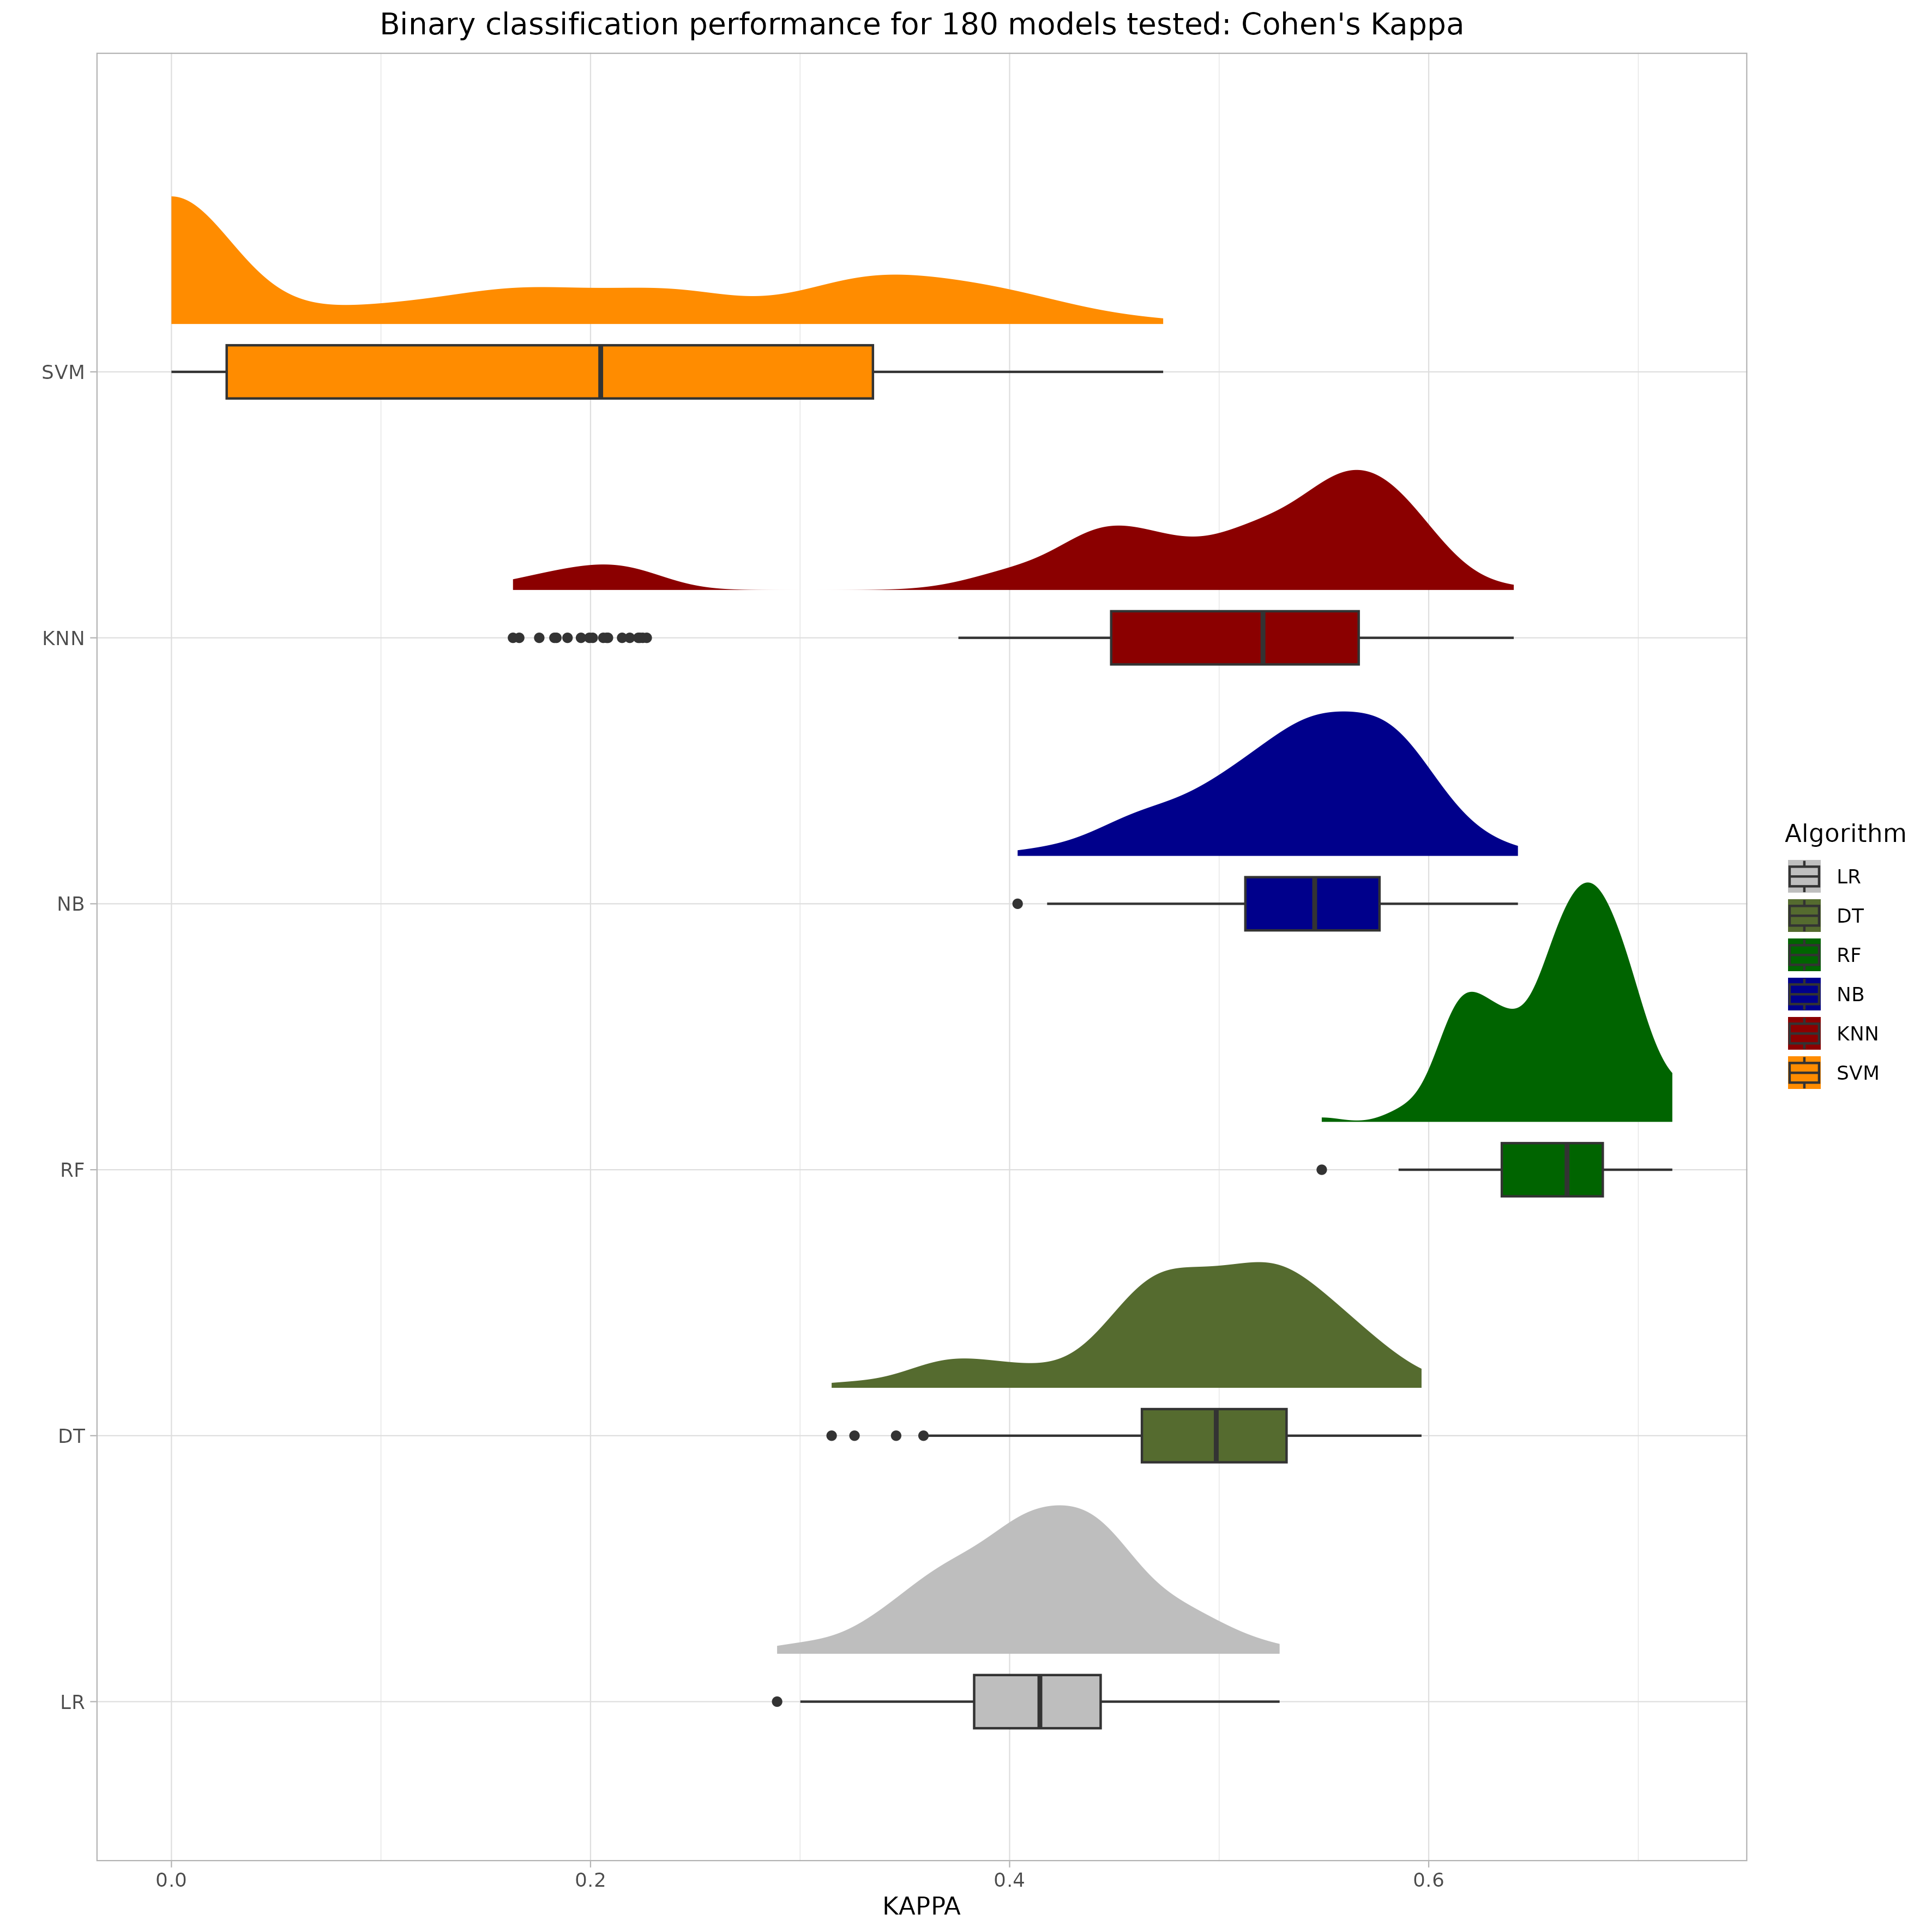 Binary classification performance for 180 models tested: Cohen's Kappa
SVM
KNN
NB
RF
DT
LR
0.0
0.2
0.4
0.6
KAPPA
Algorithm
LR
DT
RF
NB
KNN
SVM